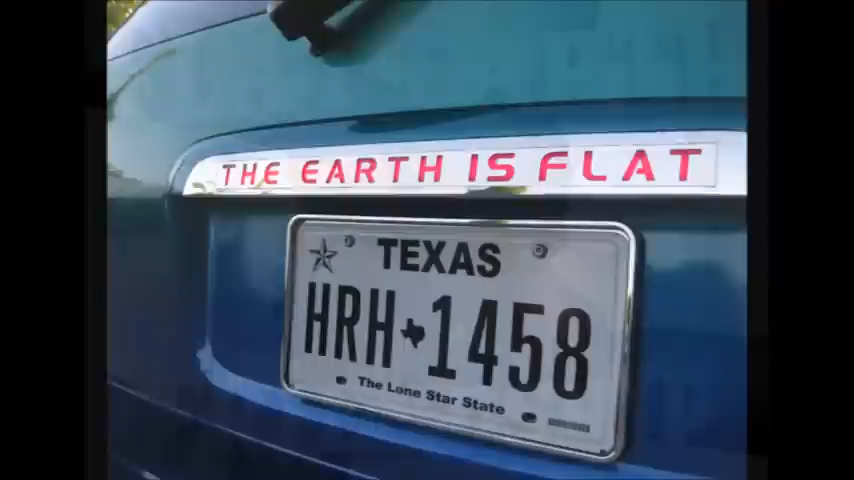 THE EARTH IS FLAT
TEXAS
HRH 1458
The Lone Star State